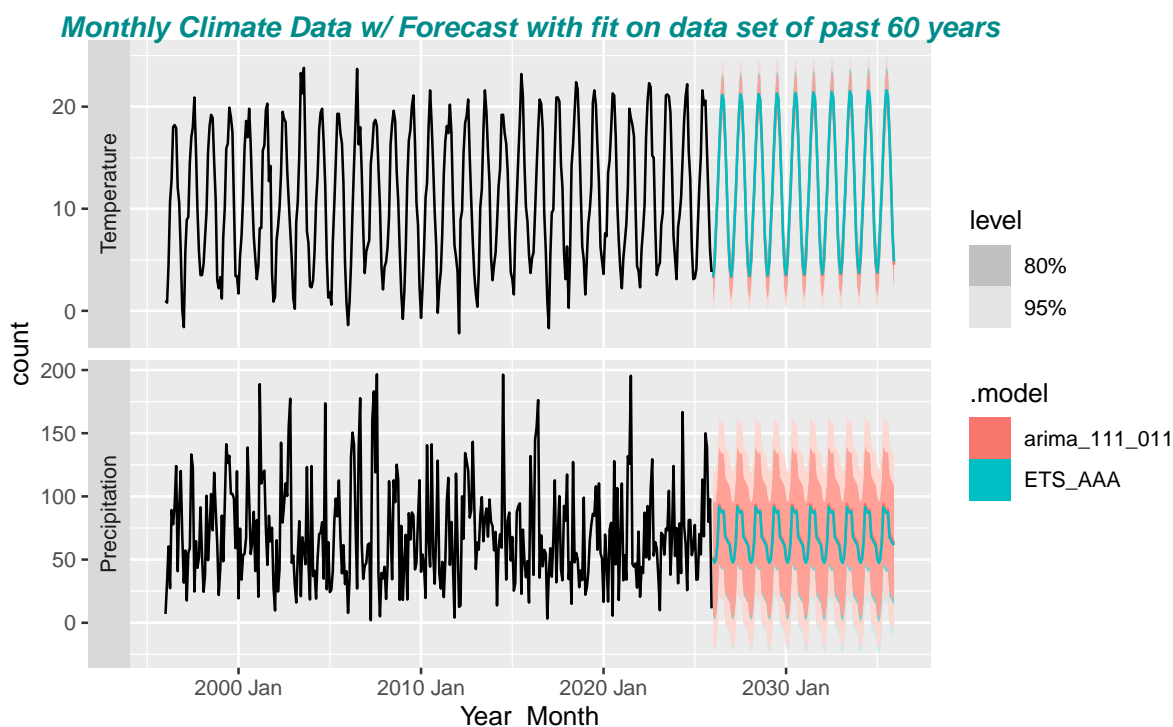 Monthly Climate Data w/ Forecast with fit on data set of past 60 years
count
Temperature
20
10
0
Precipitation
200
150
100
50
0
2000 Jan
2010 Jan
2020 Jan
2030 Jan
Year_Month
level
80%
95%
.model
arima_111_011
ETS_AAA